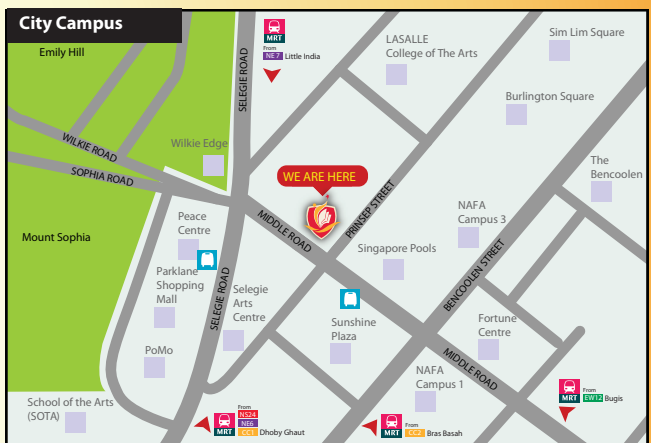 City Campus
Emily Hill
MRT
From
NE 7 Little India
SELEGIE ROAD
LASALLE
College of The Arts
Sim Lim Square
Burlington Square
WILKIE ROAD
Wilkie Edge
SOPHIA ROAD
WE ARE HERE
The
Bencoolen
PRINSEP STREET
MIDDLE ROAD
NAFA
Campus 3
Peace
Centre
Mount Sophia
Singapore Pools
BENCOOLEN STREET
Parklane
Shopping
Mall
SELEGIE ROAD
Selegie
Arts
Centre
Sunshine
Plaza
Fortune
Centre
PoMo
MIDDLE ROAD
NAFA
Campus 1
School of the Arts
(SOTA)
MRT
From
NS24
NE6
CC1
Dhoby Ghaut
MRT
From
CC2 Bras Basah
MRT
From
EW12 Bugis